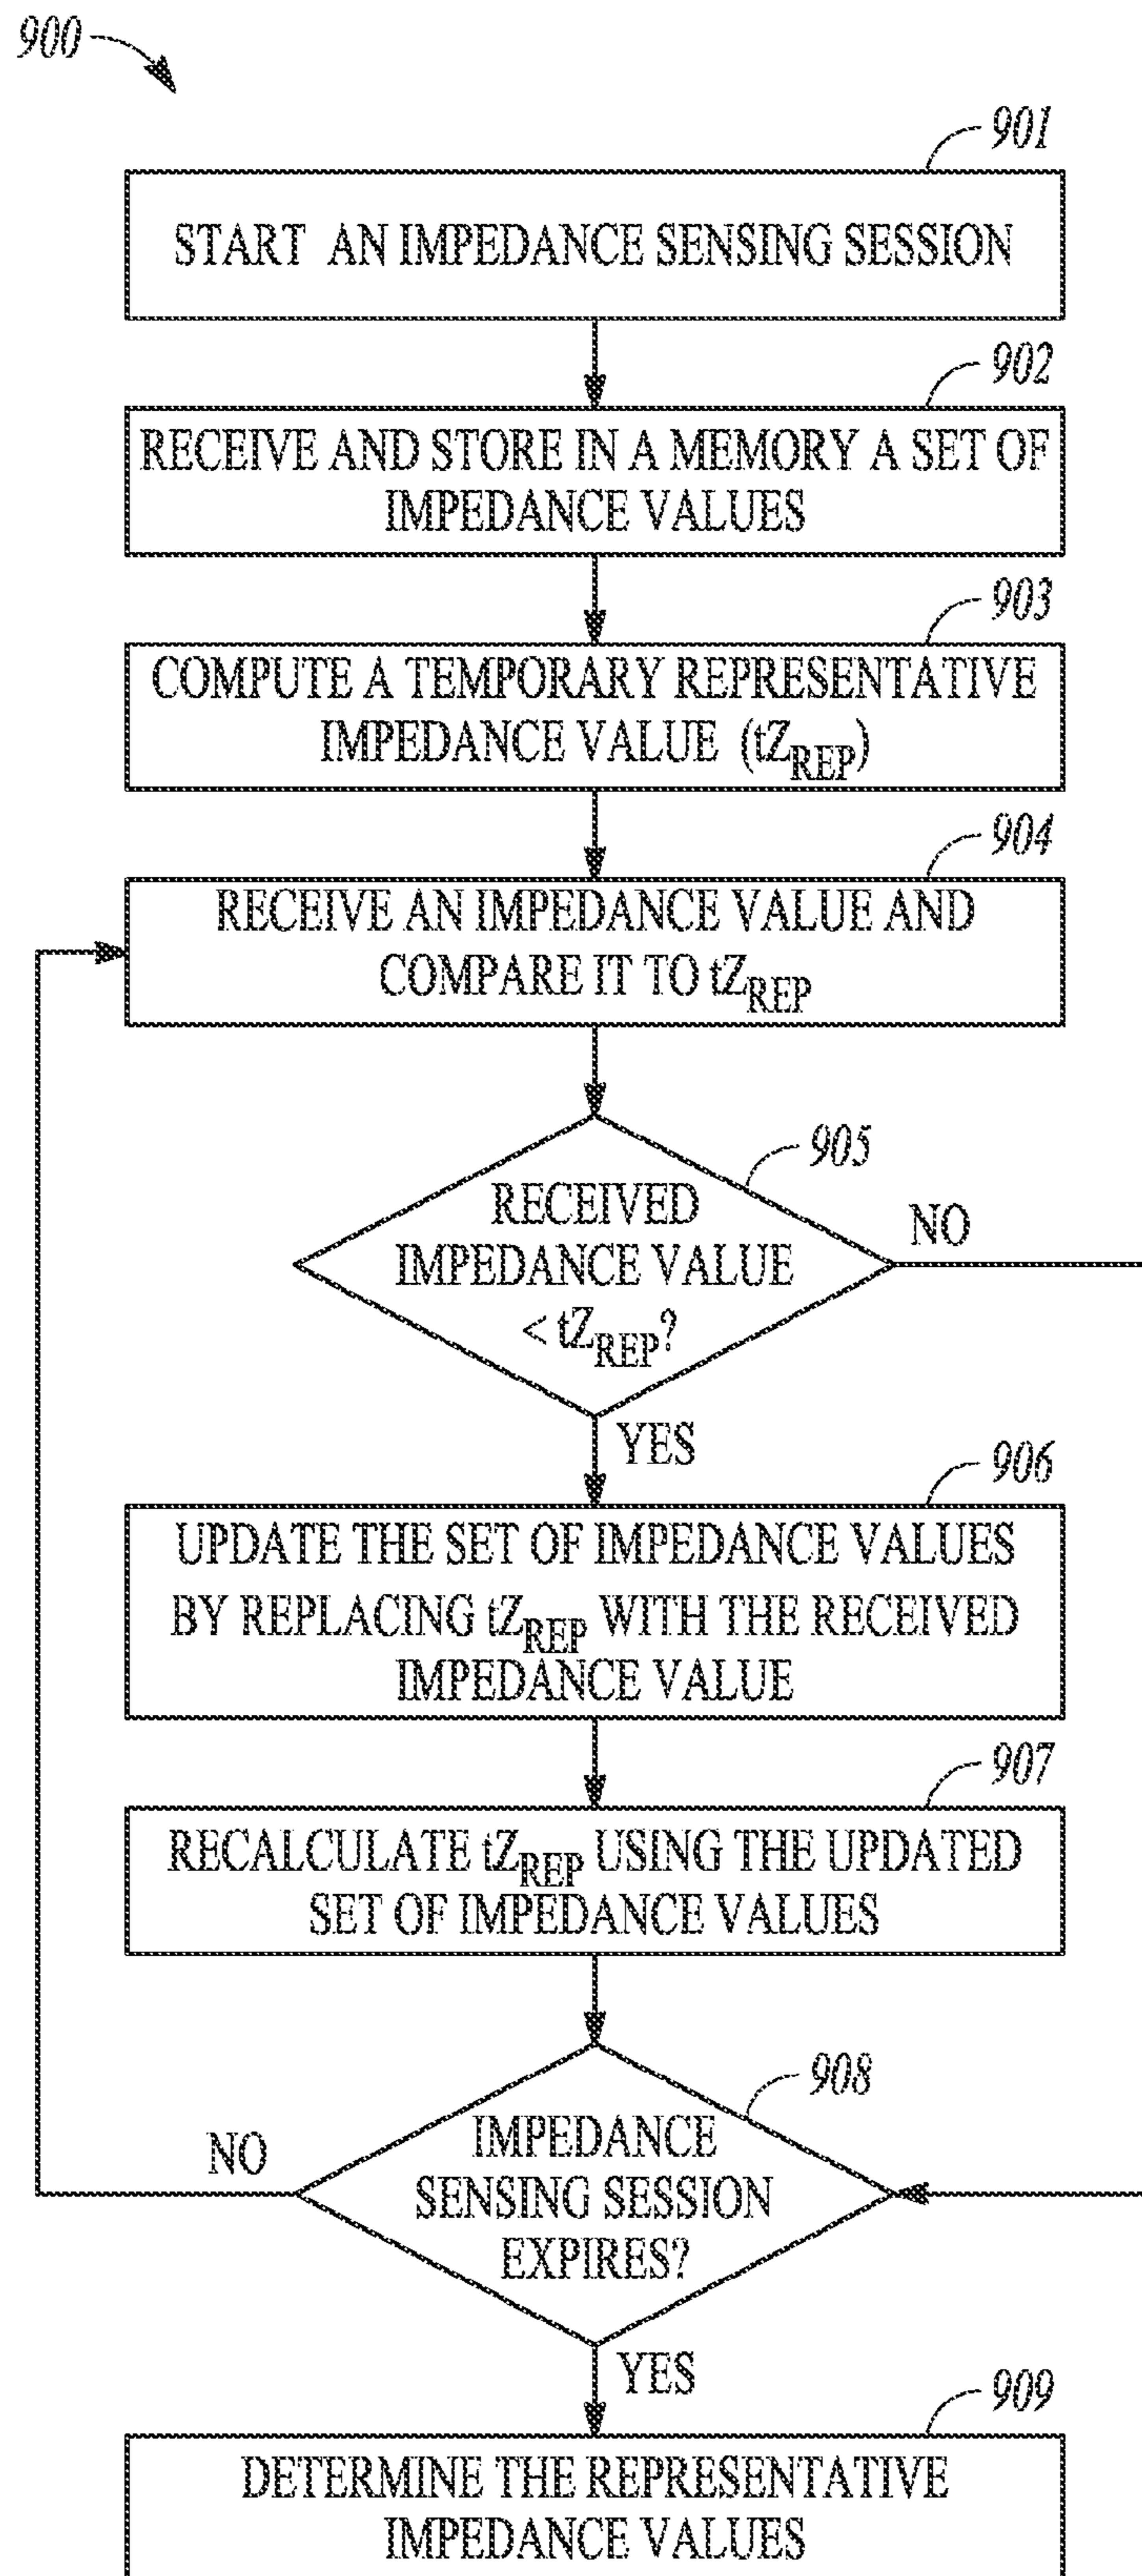 900
901
START AN IMPEDANCE SENSING SESSION
902
RECEIVE AND STORE IN A MEMORY A SET OF
IMPEDANCE VALUES
903
COMPUTE A TEMPORARY REPRESENTATIVE
IMPEDANCE VALUE (tZREP)
904
RECEIVE AN IMPEDANCE VALUE AND
COMPARE IT TO tZREP
905
RECEIVED
IMPEDANCE VALUE
< tZREP?
NO
YES
906
UPDATE THE SET OF IMPEDANCE VALUES
BY REPLACING tZREP WITH THE RECEIVED
IMPEDANCE VALUE
907
RECALCULATE tZREP USING THE UPDATED
SET OF IMPEDANCE VALUES
908
IMPEDANCE
SENSING SESSION
EXPIRES?
NO
YES
909
DETERMINE THE REPRESENTATIVE
IMPEDANCE VALUES